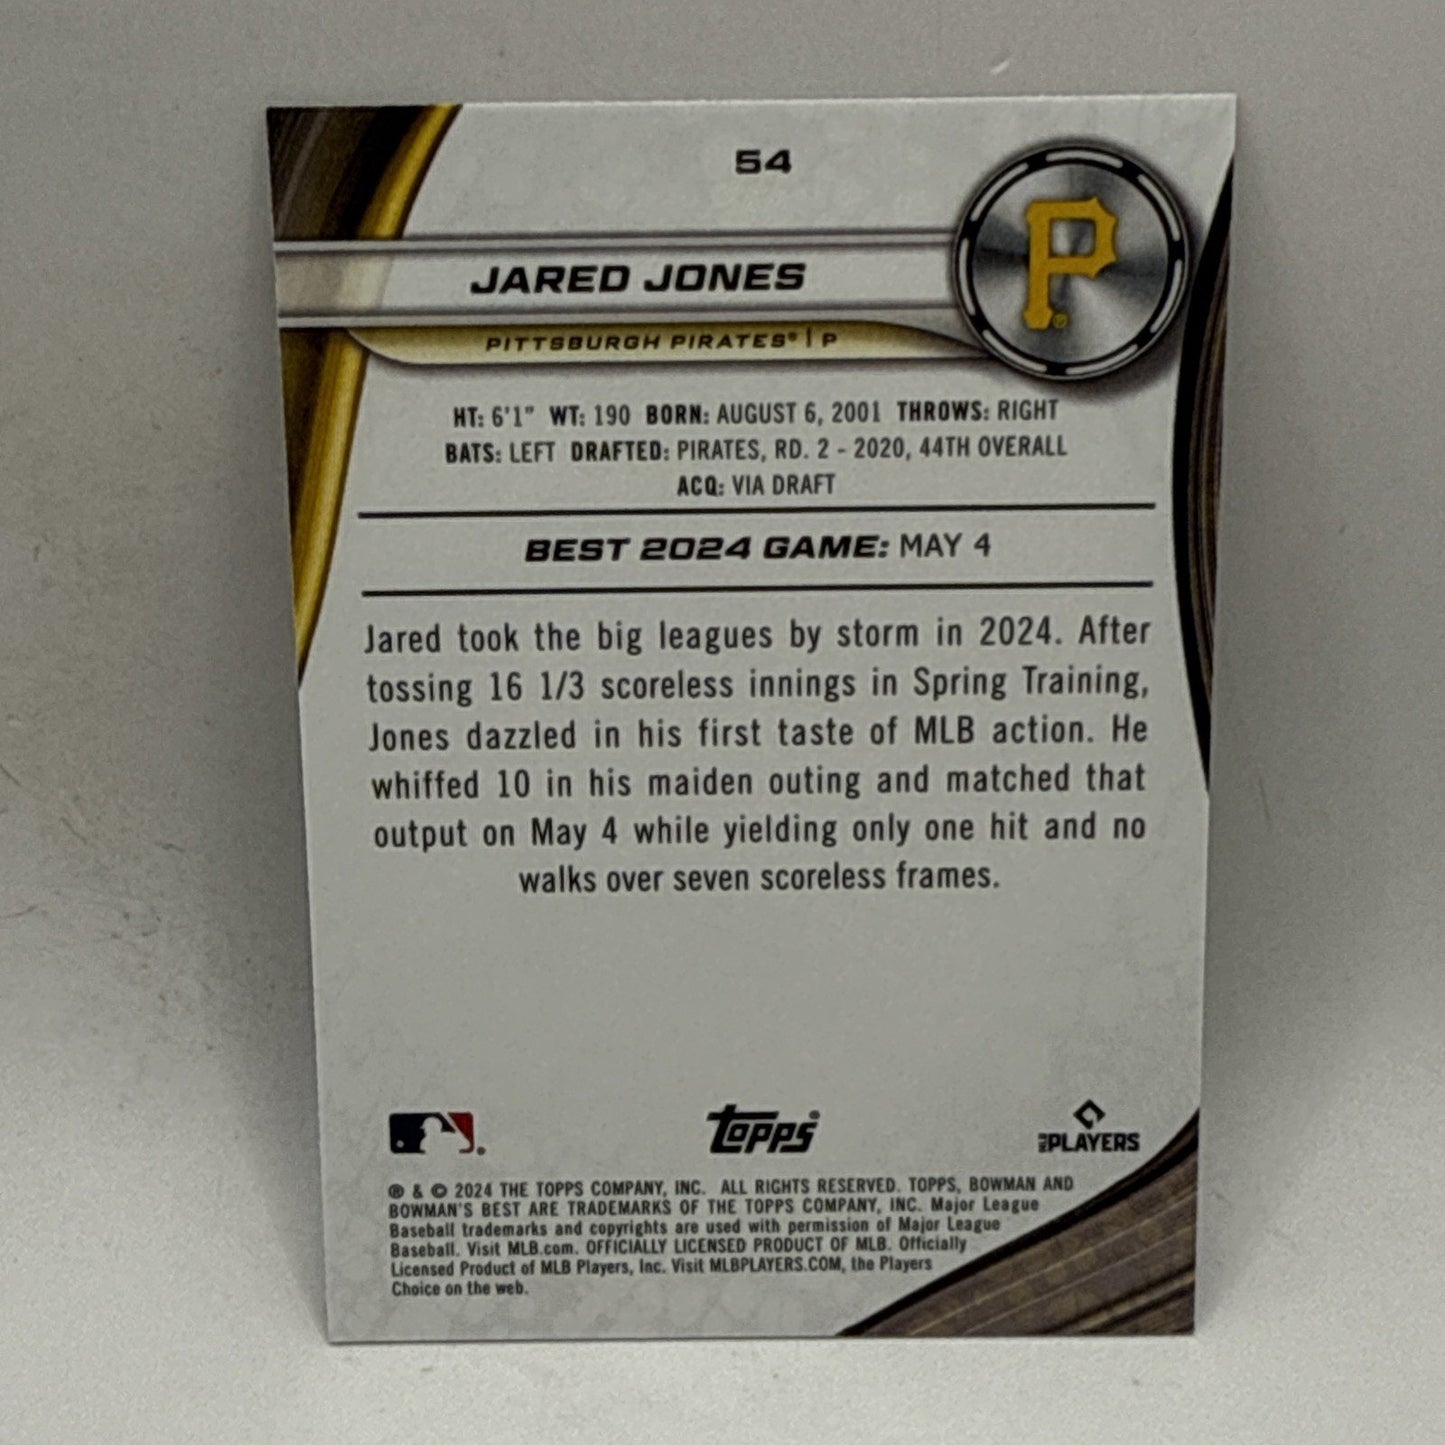 54
P
JARED JONES
PITTSBURGH PIRATES® | P
HT: 6'1" WT: 190 BORN: AUGUST 6, 2001 THROWS: RIGHT
BATS: LEFT DRAFTED: PIRATES, RD. 2 - 2020, 44TH OVERALL
ACQ: VIA DRAFT
BEST 2024 GAME: MAY 4
Jared took the big leagues by storm in 2024. After
tossing 16 1/3 scoreless innings in Spring Training,
Jones dazzled in his first taste of MLB action. He
whiffed 10 in his maiden outing and matched that
output on May 4 while yielding only one hit and no
walks over seven scoreless frames.
Topps®
PLAYERS
® & © 2024 THE TOPPS COMPANY, INC. ALL RIGHTS RESERVED. TOPPS, BOWMAN AND
BOWMAN'S BEST ARE TRADEMARKS OF THE TOPPS COMPANY, INC. Major League
Baseball trademarks and copyrights are used with permission of Major League
Baseball. Visit MLB.com. OFFICIALLY LICENSED PRODUCT OF MLB. Officially
Licensed Product of MLB Players, Inc. Visit MLBPLAYERS.COM, the Players
Choice on the web.